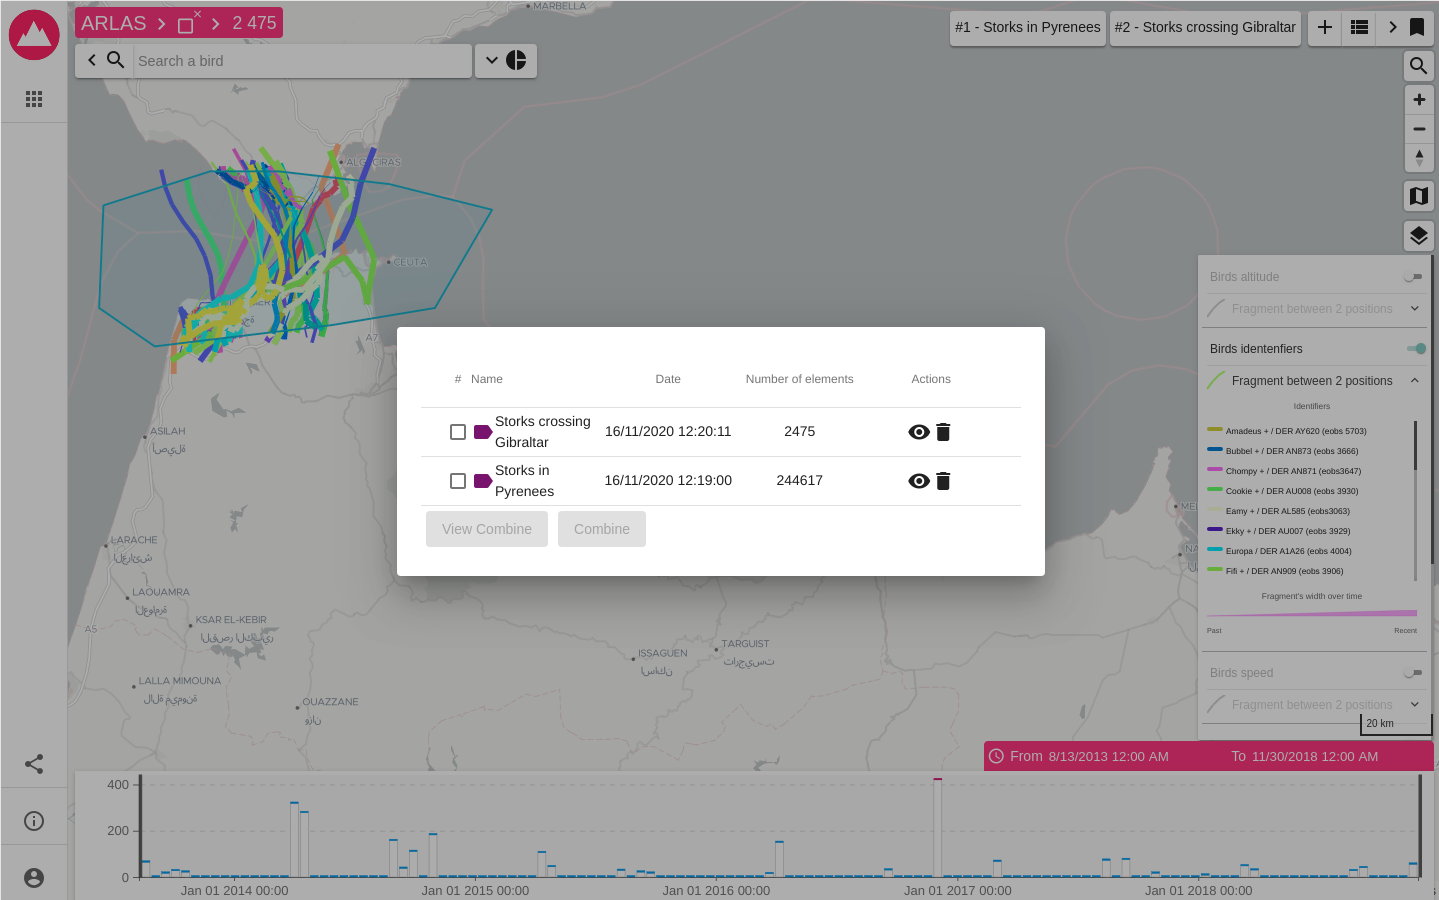 MARBELLA
ARLAS
2 475
#1 - Storks in Pyrenees
#2 - Storks crossing Gibraltar
Search a bird
ALGECIRAS
CEUTA
Birds altitude
Fragment between 2 positions
Birds identenfiers
Fragment between 2 positions
Identifiers
Amadeus + / DER AY620 (eobs 5703)
Bubbel + / DER AN873 (eobs 3666)
Chompy + / DER AN871 (eobs3647)
Cookie + / DER AU008 (eobs 3930)
Eamy + / DER AL585 (eobs3063)
Ekky + / DER AU007 (eobs 3929)
Europa / DER A1A26 (eobs 4004)
Fifi + / DER AN909 (eobs 3906)
Fragment's width over time
Past
Recent
Birds speed
Fragment between 2 positions
20 km
A7
# Name Date Number of elements Actions
Storks crossing
Gibraltar
16/11/2020 12:20:11 2475
Storks in
Pyrenees
16/11/2020 12:19:00 244617
View Combine
Combine
ASILAH
أصيلة
LARACHE
العرائش
LAOUAMRA
العوامرة
A5
KSAR EL-KEBIR
القصر الكبير
LALLA MIMOUNA
لالة ميمونة
OUAZZANE
وزان
ISSAGUEN
اساكن
TARGUIST
تارجيست
From 8/13/2013 12:00 AM
To 11/30/2018 12:00 AM
400
200
0
Jan 01 2014 00:00
Jan 01 2015 00:00
Jan 01 2016 00:00
Jan 01 2017 00:00
Jan 01 2018 00:00